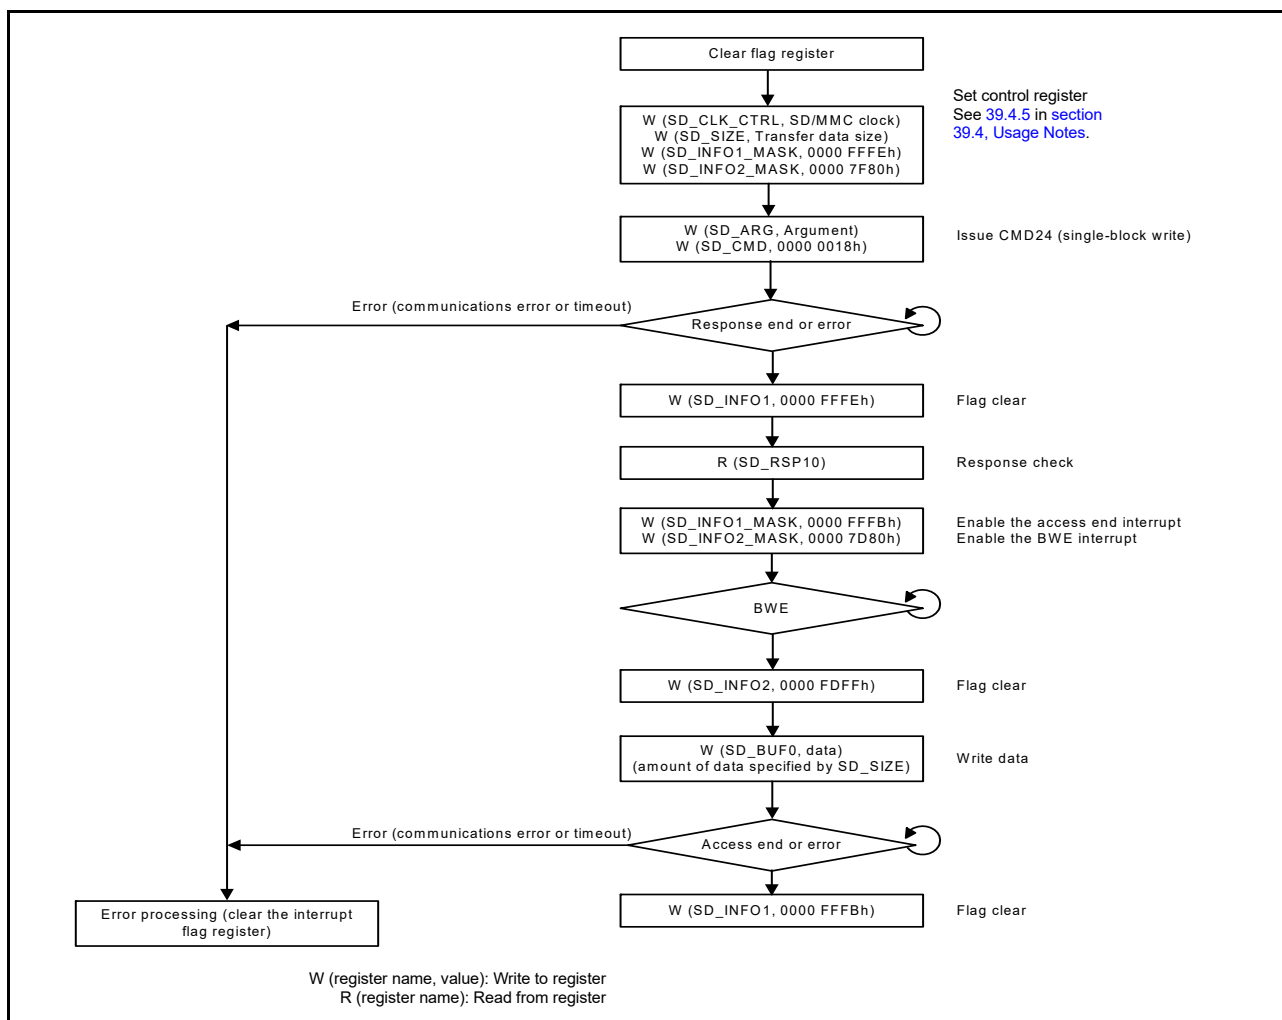 Clear flag register
Set control register
See 39.4.5 in section
39.4, Usage Notes.
W (SD_CLK_CTRL, SD/MMC clock)
W (SD_SIZE, Transfer data size)
W (SD_INFO1_MASK, 0000 FFFEh)
W (SD_INFO2_MASK, 0000 7F80h)
W (SD_ARG, Argument)
W (SD_CMD, 0000 0018h)
Issue CMD24 (single-block write)
Error (communications error or timeout)
Response end or error
W (SD_INFO1, 0000 FFFEh)
Flag clear
R (SD_RSP10)
Response check
W (SD_INFO1_MASK, 0000 FFFBh)
W (SD_INFO2_MASK, 0000 7D80h)
Enable the access end interrupt
Enable the BWE interrupt
BWE
W (SD_INFO2, 0000 FDFFh)
Flag clear
W (SD_BUF0, data)
(amount of data specified by SD_SIZE)
Write data
Error (communications error or timeout)
Access end or error
W (SD_INFO1, 0000 FFFBh)
Flag clear
Error processing (clear the interrupt
flag register)
W (register name, value): Write to register
R (register name): Read from register